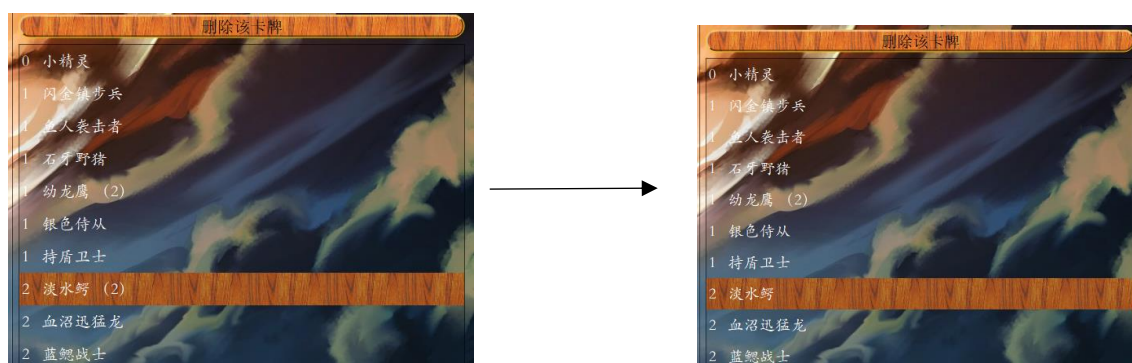 删除该卡牌
0 小精灵
1 闪金镇步兵
1 鱼人袭击者
1 石牙野猪
1 幼龙鹰 (2)
1 银色侍从
1 持盾卫士
2 淡水鳄 (2)
2 血沼迅猛龙
2 蓝鳃战士
删除该卡牌
0 小精灵
1 闪金镇步兵
1 鱼人袭击者
1 石牙野猪
1 幼龙鹰 (2)
1 银色侍从
1 持盾卫士
2 淡水鳄
2 血沼迅猛龙
2 蓝鳃战士